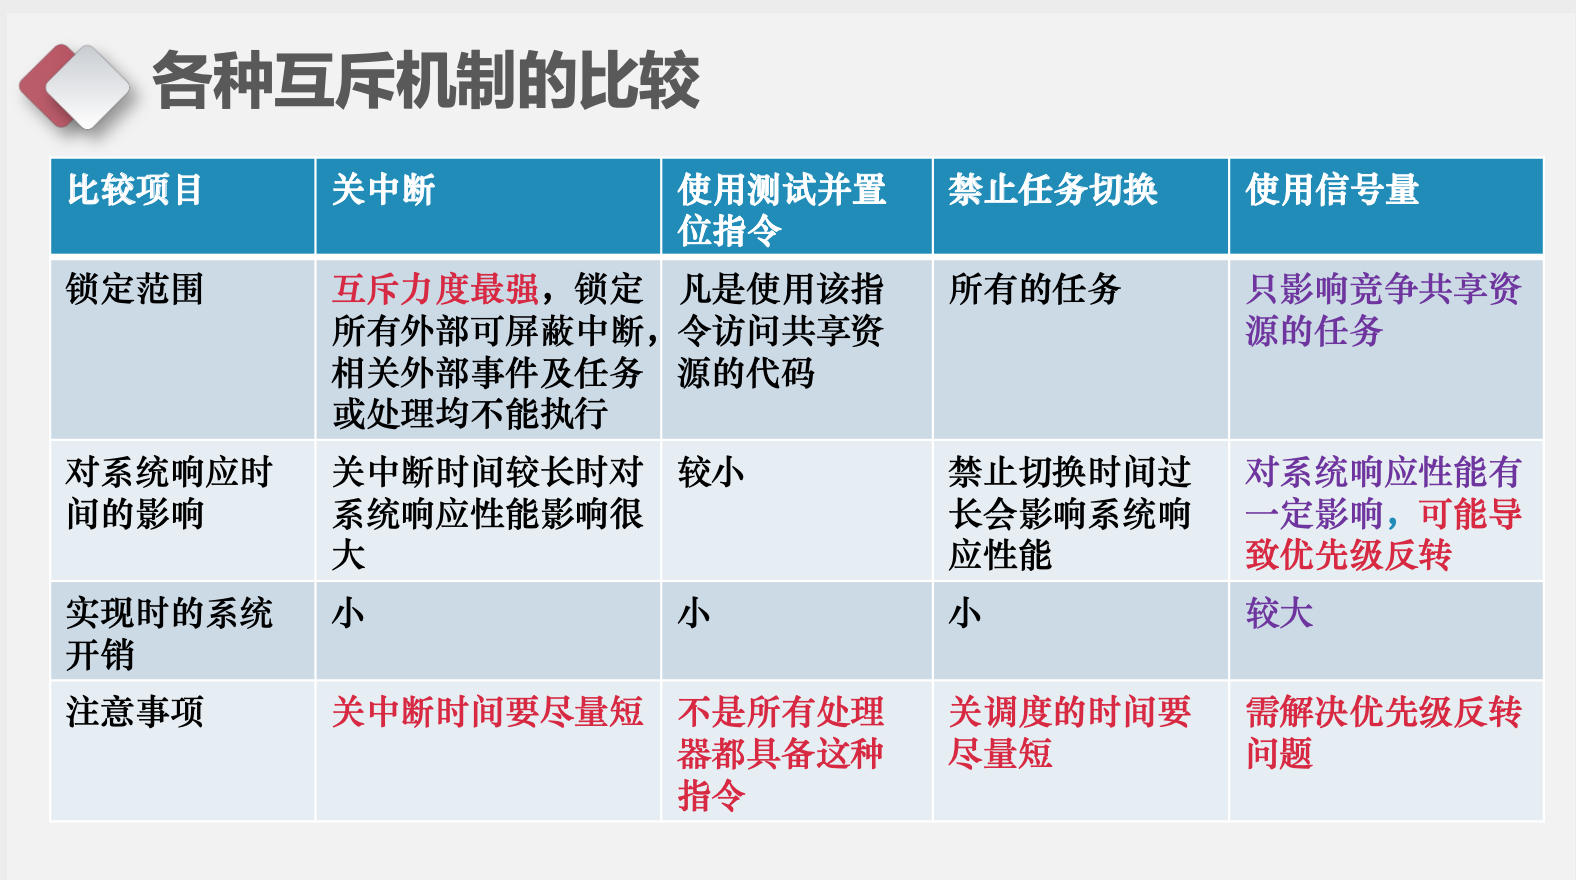 各种互斥机制的比较
比较项目
关中断
使用测试并置
位指令
禁止任务切换
使用信号量
锁定范围
互斥力度最强，锁定
所有外部可屏蔽中断，
相关外部事件及任务
或处理均不能执行
凡是使用该指
令访问共享资
源的代码
所有的任务
只影响竞争共享资
源的任务
对系统响应时
间的影响
关中断时间较长时对
系统响应性能影响很
大
较小
禁止切换时间过
长会影响系统响
应性能
对系统响应性能有
一定影响，可能导
致优先级反转
实现时的系统
开销
小
小
小
较大
注意事项
关中断时间要尽量短
不是所有处理
器都具备这种
指令
关调度的时间要
尽量短
需解决优先级反转
问题